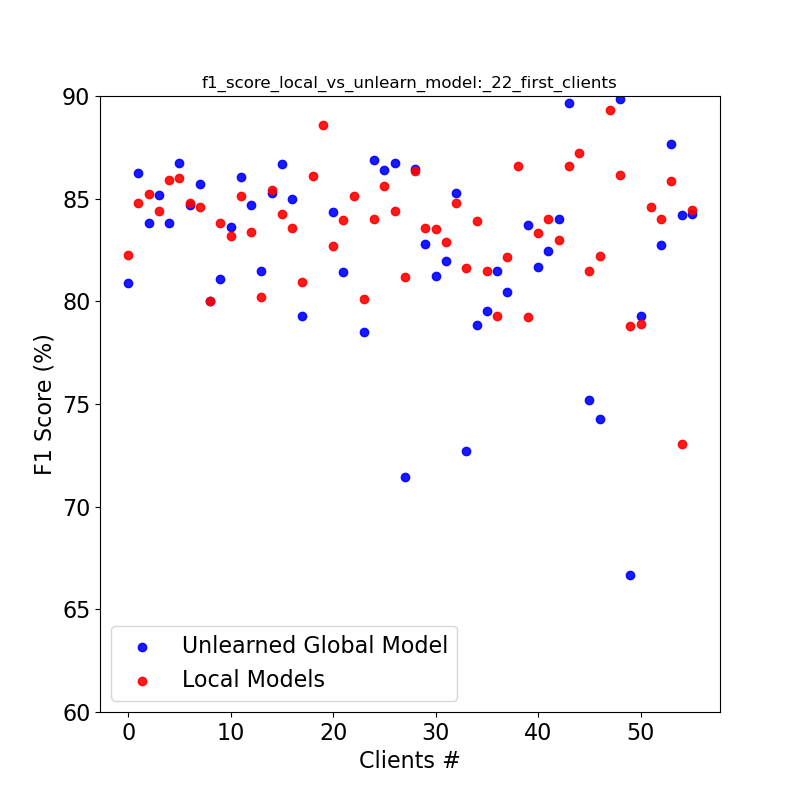 f1_score_local_vs_unlearn_model:_22_first_clients
90
85
80
75
70
65
60
F1 Score (%)
Unlearned Global Model
Local Models
0 10 20 30 40 50
Clients #